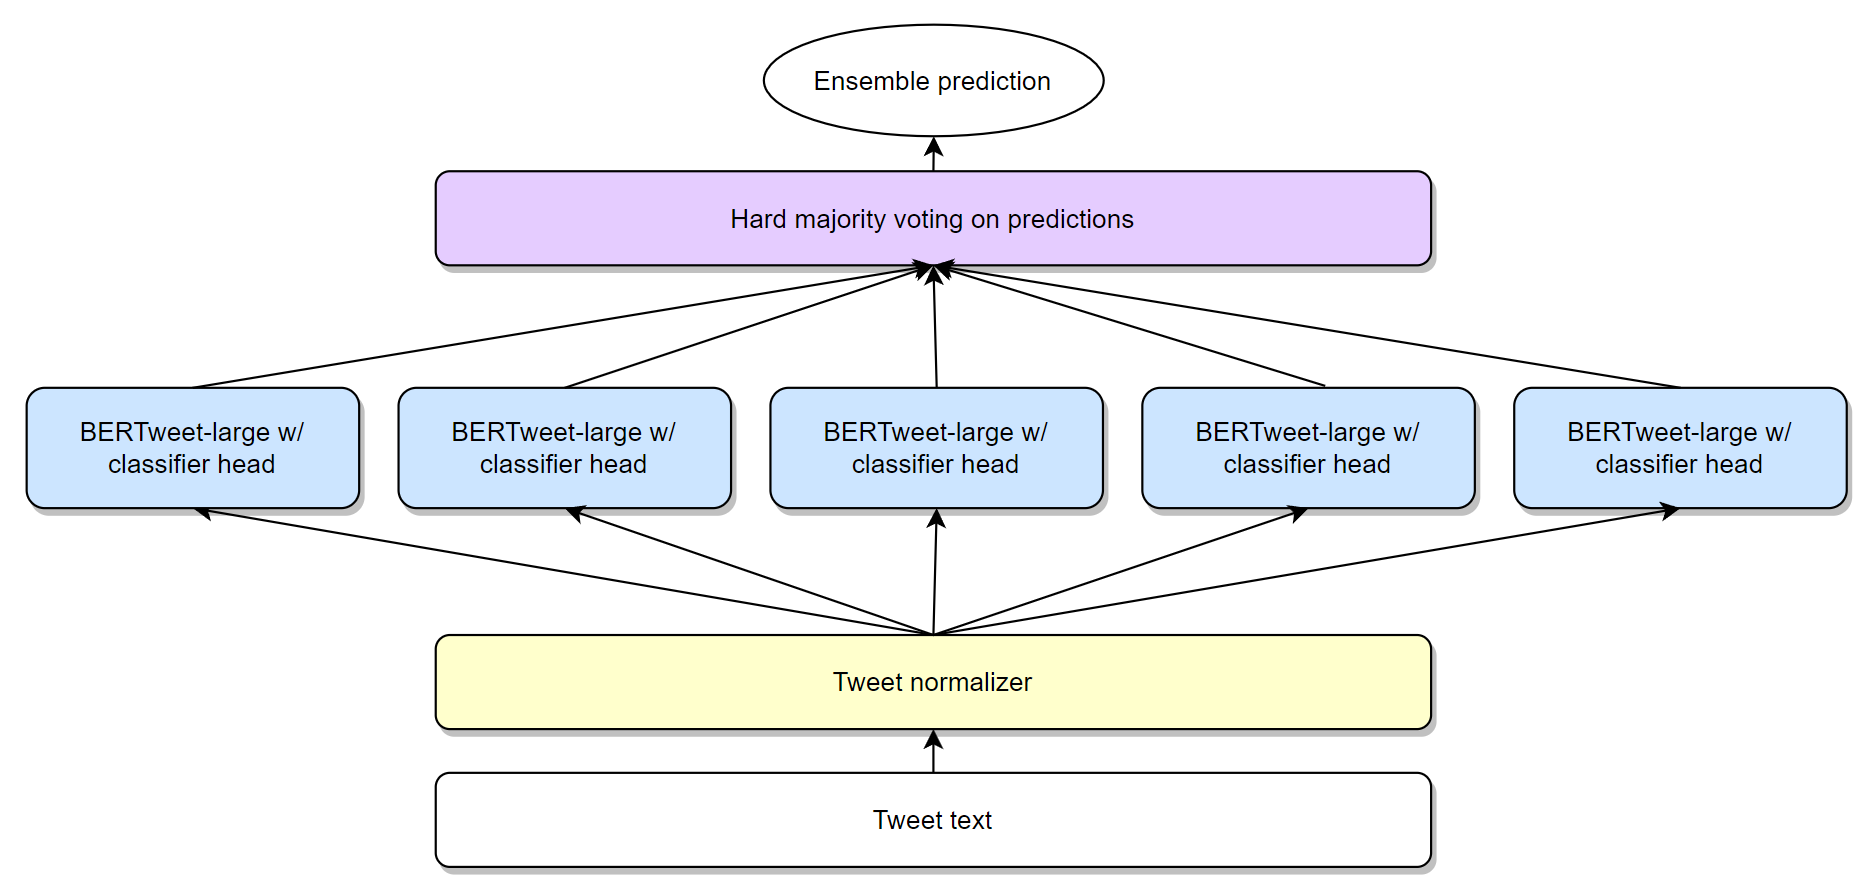 Ensemble prediction
Hard majority voting on predictions
BERTweet-large w/
classifier head
BERTweet-large w/
classifier head
BERTweet-large w/
classifier head
BERTweet-large w/
classifier head
BERTweet-large w/
classifier head
Tweet normalizer
Tweet text